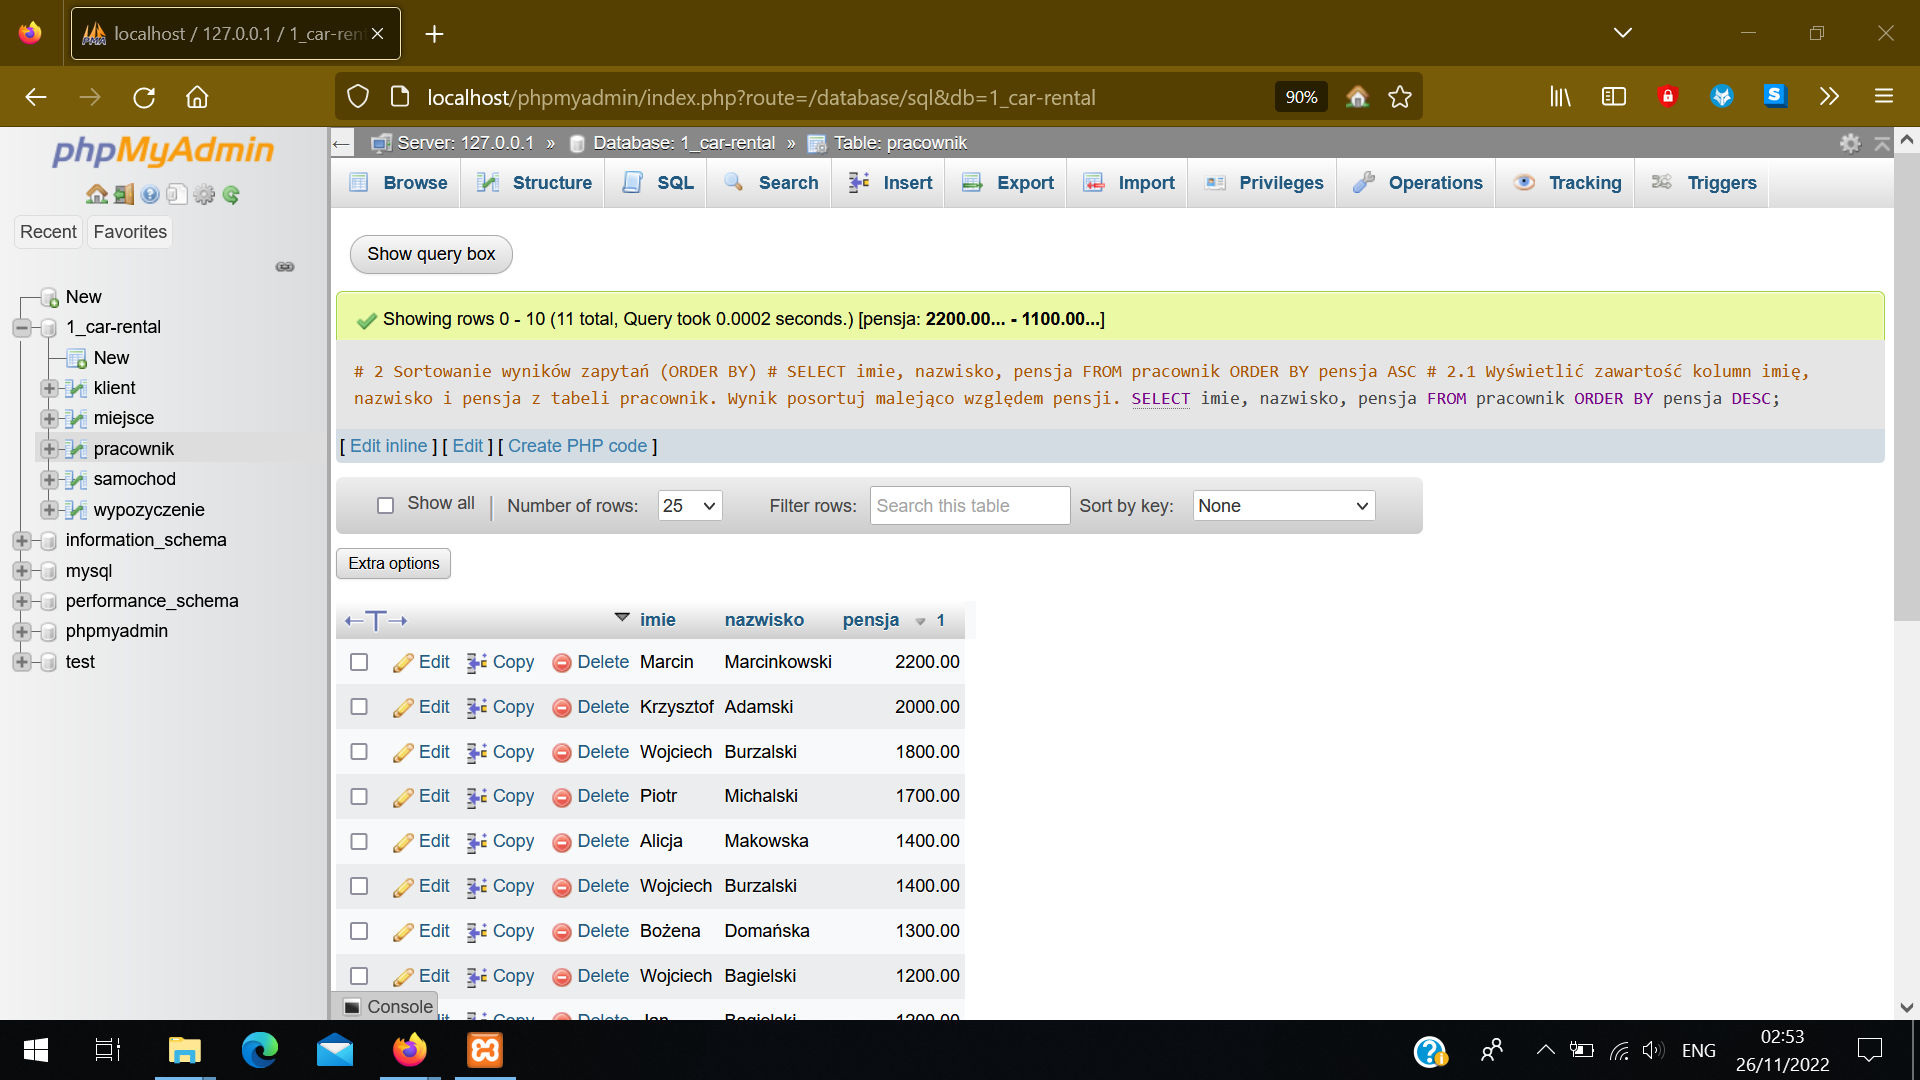 localhost / 127.0.0.1 / 1_car-ren
localhost/phpmyadmin/index.php?route=/database/sql&db=1_car-rental
90%
phpMyAdmin
Recent
Favorites
New
1_car-rental
New
klient
miejsce
pracownik
samochod
wypozyczenie
information_schema
mysql
performance_schema
phpmyadmin
test
Server: 127.0.0.1 » Database: 1_car-rental » Table: pracownik
Browse Structure SQL Search Insert Export Import Privileges Operations Tracking Triggers
Show query box
Showing rows 0 - 10 (11 total, Query took 0.0002 seconds.) [pensja: 2200.00... - 1100.00...]
# 2 Sortowanie wyników zapytań (ORDER BY) # SELECT imie, nazwisko, pensja FROM pracownik ORDER BY pensja ASC # 2.1 Wyświetlić zawartość kolumn imię,
nazwisko i pensja z tabeli pracownik. Wynik posortuj malejąco względem pensji. SELECT imie, nazwisko, pensja FROM pracownik ORDER BY pensja DESC;
[ Edit inline ] [ Edit ] [ Create PHP code ]
Show all | Number of rows: 25 Filter rows: Search this table Sort by key: None
Extra options
imie nazwisko pensja 1
Edit Copy Delete Marcin Marcinkowski 2200.00
Edit Copy Delete Krzysztof Adamski 2000.00
Edit Copy Delete Wojciech Burzalski 1800.00
Edit Copy Delete Piotr Michalski 1700.00
Edit Copy Delete Alicja Makowska 1400.00
Edit Copy Delete Wojciech Burzalski 1400.00
Edit Copy Delete Bożena Domańska 1300.00
Edit Copy Delete Wojciech Bagielski 1200.00
Copy Delete Jan Bagielski 1200.00
Console
ENG
02:53
26/11/2022